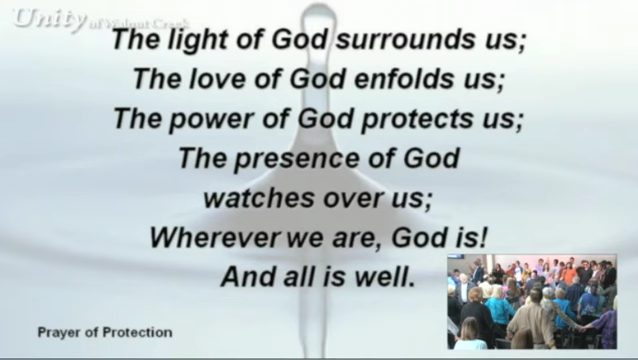 Unity of Walnut Creek
The light of God surrounds us;
The love of God enfolds us;
The power of God protects us;
The presence of God
watches over us;
Wherever we are, God is!
And all is well.
Prayer of Protection